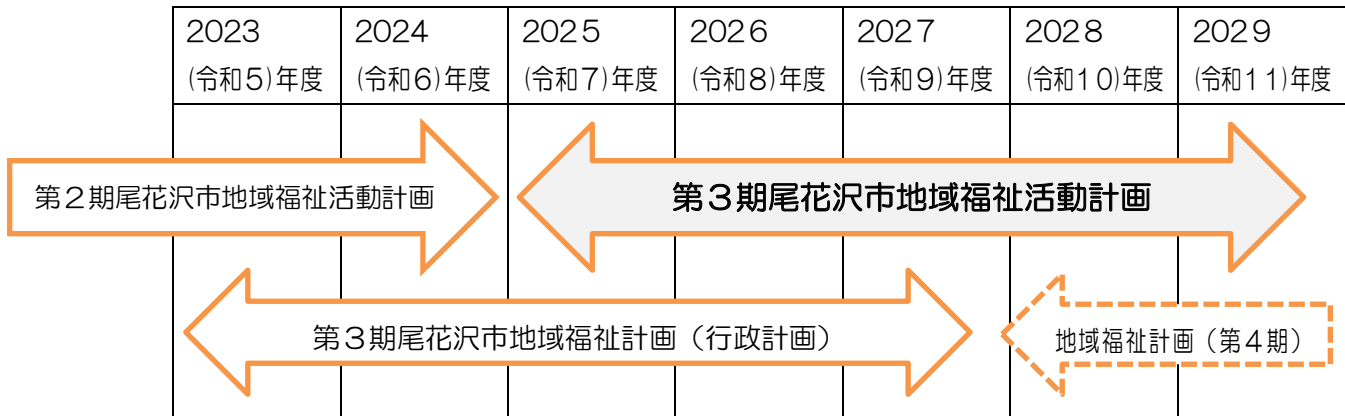 2023 2024 2025 2026 2027 2028 2029
(令和5)年度 (令和6)年度 (令和7)年度 (令和8)年度 (令和9)年度 (令和10)年度 (令和11)年度
第2期尾花沢市地域福祉活動計画 第3期尾花沢市地域福祉活動計画
第3期尾花沢市地域福祉計画（行政計画） 地域福祉計画（第4期）